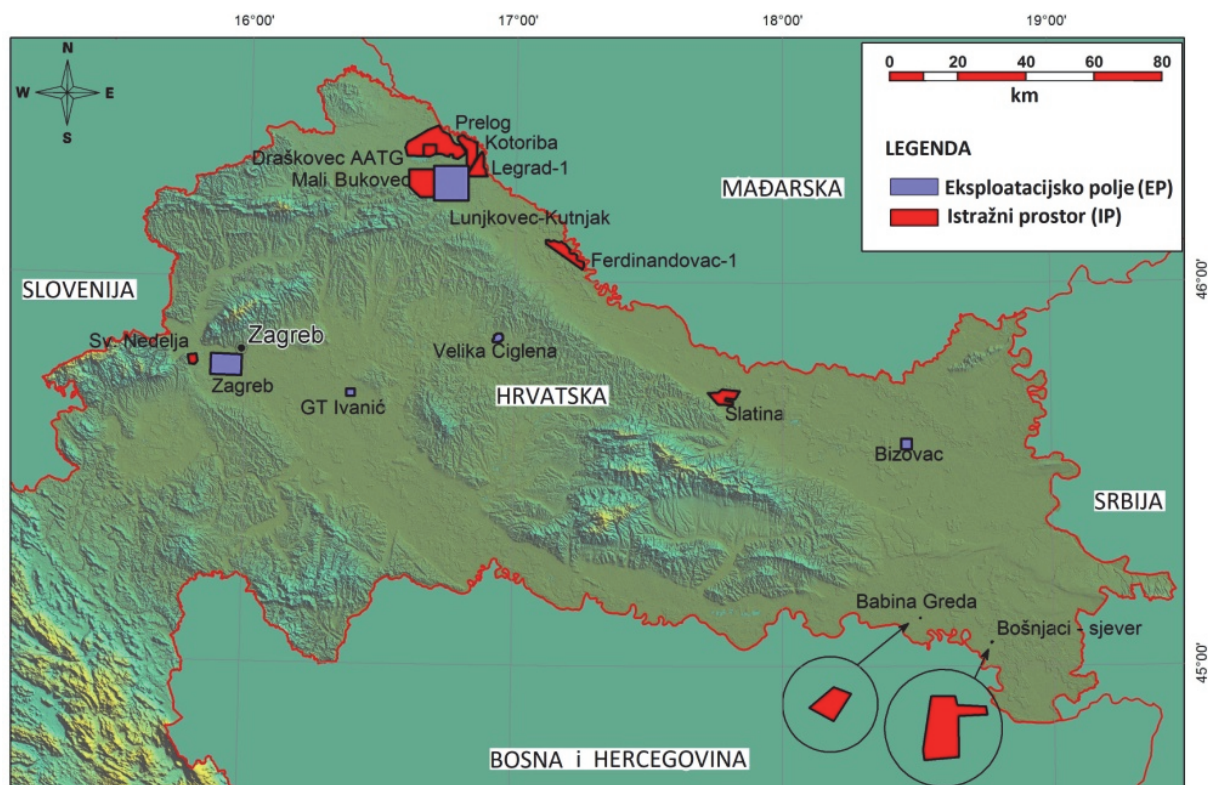 16°00'
17°00'
18°00'
19°00'
N
W
E
S
0
20
40
60
80
km
LEGENDA
Eksploatacijsko polje (EP)
Istražni prostor (IP)
Prelog
Kotoriba
Draškovec AATG
Legrad-1
Mali Bukovec
MAĐARSKA
Lunjkovec-Kutnjak
Ferdinandovac-1
46°00'
SLOVENIJA
Zagreb
Sv. Nedelja
Velika Ciglena
Zagreb
GT Ivanić
HRVATSKA
Slatina
Bizovac
SRBIJA
Babina Greda
Bošnjaci - sjever
45°00'
BOSNA i HERCEGOVINA